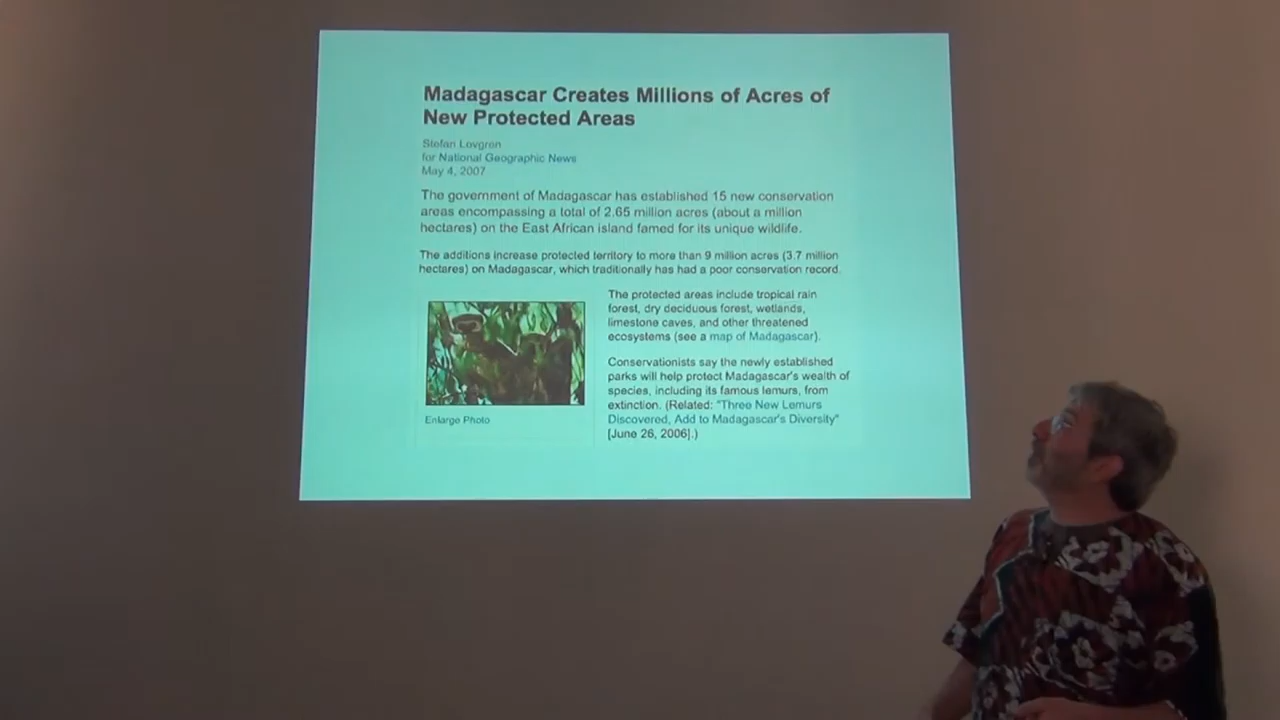 Madagascar Creates Millions of Acres of
New Protected Areas
Stefan Lovgren
for National Geographic News
May 4, 2007
The government of Madagascar has established 15 new conservation
areas encompassing a total of 2.65 million acres (about a million
hectares) on the East African island famed for its unique wildlife.
The additions increase protected territory to more than 9 million acres (3.7 million
hectares) on Madagascar, which traditionally has had a poor conservation record.
The protected areas include tropical rain
forest, dry deciduous forest, wetlands,
limestone caves, and other threatened
ecosystems (see a map of Madagascar).
Conservationists say the newly established
parks will help protect Madagascar's wealth of
species, including its famous lemurs, from
extinction. (Related: "Three New Lemurs
Discovered, Add to Madagascar's Diversity"
[June 26, 2006].)
Enlarge Photo